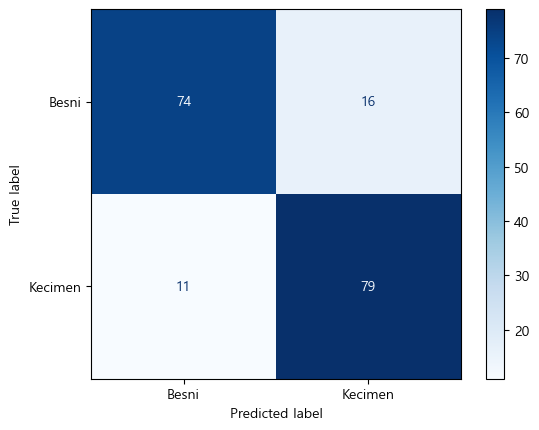 Besni
Kecimen
True label
74
16
11
79
Besni
Kecimen
Predicted label
70
60
50
40
30
20